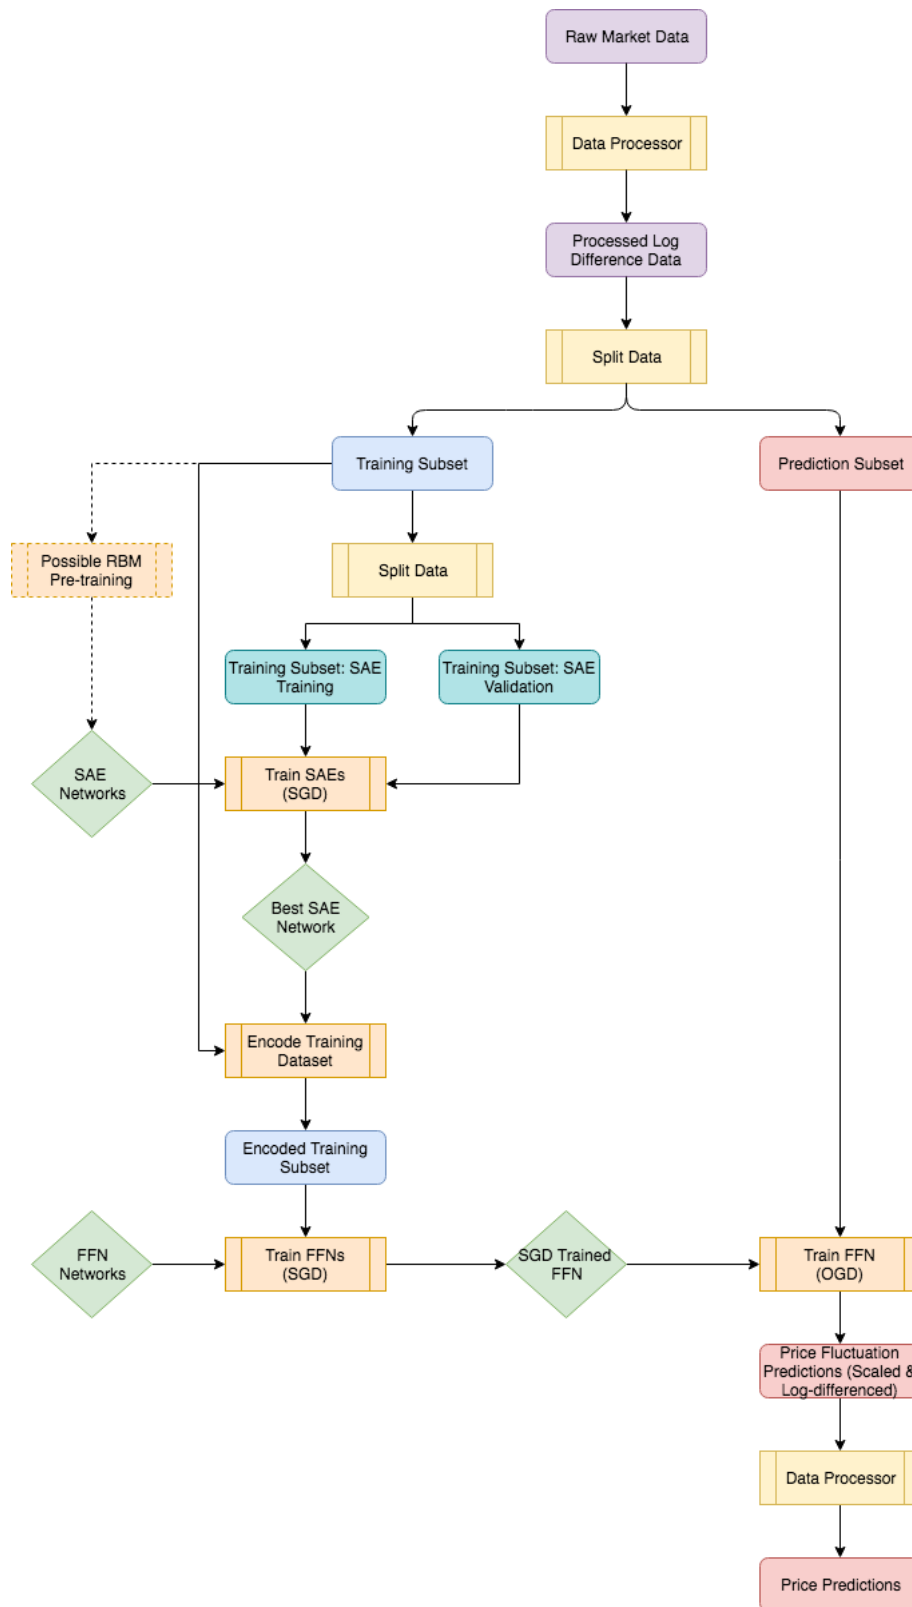 Raw Market Data
Data Processor
Processed Log
Difference Data
Split Data
Training Subset
Prediction Subset
Possible RBM
Pre-training
Split Data
Training Subset: SAE
Training
Training Subset: SAE
Validation
SAE
Networks
Train SAEs
(SGD)
Best SAE
Network
Encode Training
Dataset
Encoded Training
Subset
FFN
Networks
Train FFNs
(SGD)
SGD Trained
FFN
Train FFN
(OGD)
Price Fluctuation
Predictions (Scaled &
Log-differenced)
Data Processor
Price Predictions